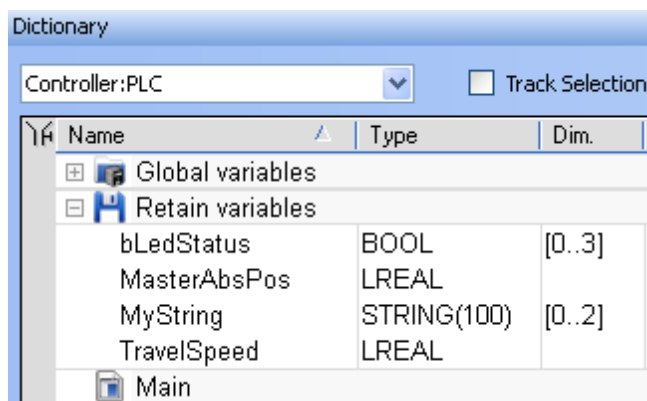 Dictionary
Controller:PLC Track Selection
Name Type Dim.
Global variables
Retain variables
bLedStatus BOOL [0..3]
MasterAbsPos LREAL
MyString STRING(100) [0..2]
TravelSpeed LREAL
Main